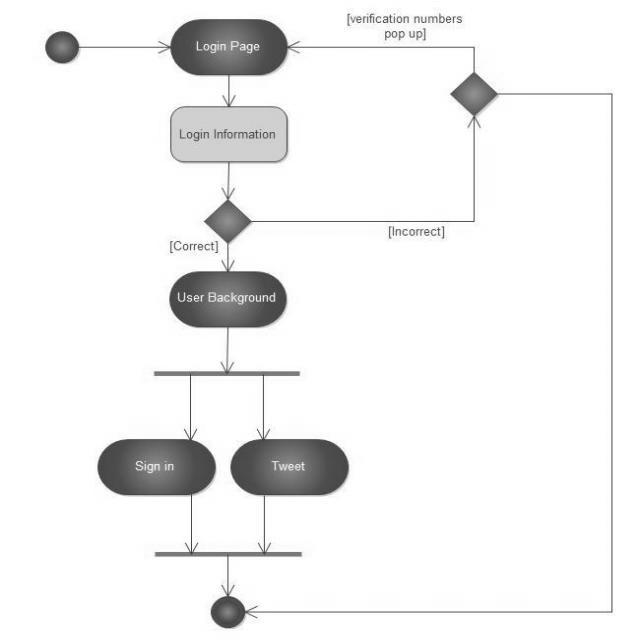 [verification numbers
pop up]
Login Page
Login Information
[Incorrect]
[Correct]
User Background
Sign in
Tweet